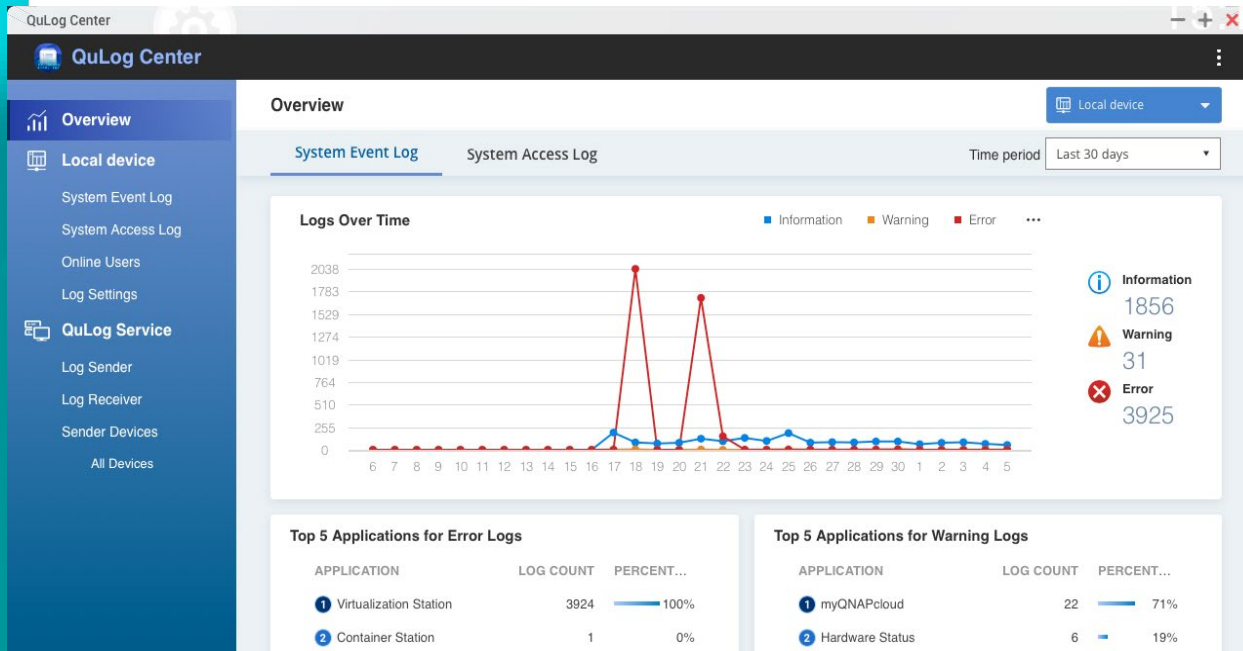 QuLog Center
QuLog Center
Overview
Local device
System Event Log
System Access Log
Online Users
Log Settings
QuLog Service
Log Sender
Log Receiver
Sender Devices
All Devices
Overview
Local device
System Event Log System Access Log
Time period Last 30 days
Logs Over Time
Information Warning Error
2038
1783
1529
1274
1019
764
510
255
0
6 7 8 9 10 11 12 13 14 15 16 17 18 19 20 21 22 23 24 25 26 27 28 29 30 1 2 3 4 5
Information
1856
Warning
31
Error
3925
Top 5 Applications for Error Logs
APPLICATION LOG COUNT PERCENT...
1 Virtualization Station 3924 100%
2 Container Station 1 0%
Top 5 Applications for Warning Logs
APPLICATION LOG COUNT PERCENT...
1 myQNAPcloud 22 71%
2 Hardware Status 6 19%